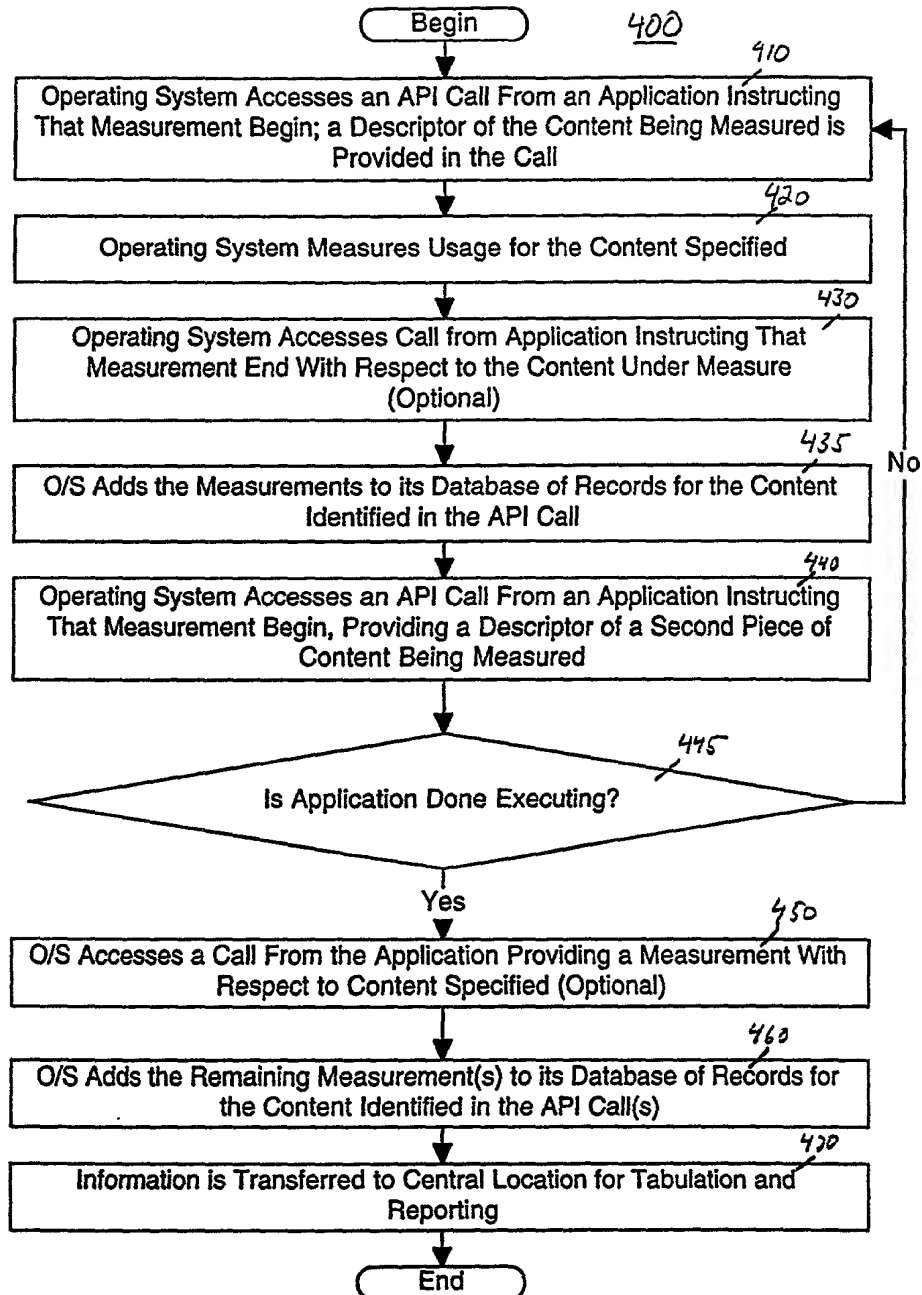 Begin
400
410
Operating System Accesses an API Call From an Application Instructing
That Measurement Begin; a Descriptor of the Content Being Measured is
Provided in the Call
420
Operating System Measures Usage for the Content Specified
430
Operating System Accesses Call from Application Instructing That
Measurement End With Respect to the Content Under Measure
(Optional)
435
No
O/S Adds the Measurements to its Database of Records for the Content
Identified in the API Call
440
Operating System Accesses an API Call From an Application Instructing
That Measurement Begin, Providing a Descriptor of a Second Piece of
Content Being Measured
445
Is Application Done Executing?
Yes
450
O/S Accesses a Call From the Application Providing a Measurement With
Respect to Content Specified (Optional)
460
O/S Adds the Remaining Measurement(s) to its Database of Records for
the Content Identified in the API Call(s)
470
Information is Transferred to Central Location for Tabulation and
Reporting
End